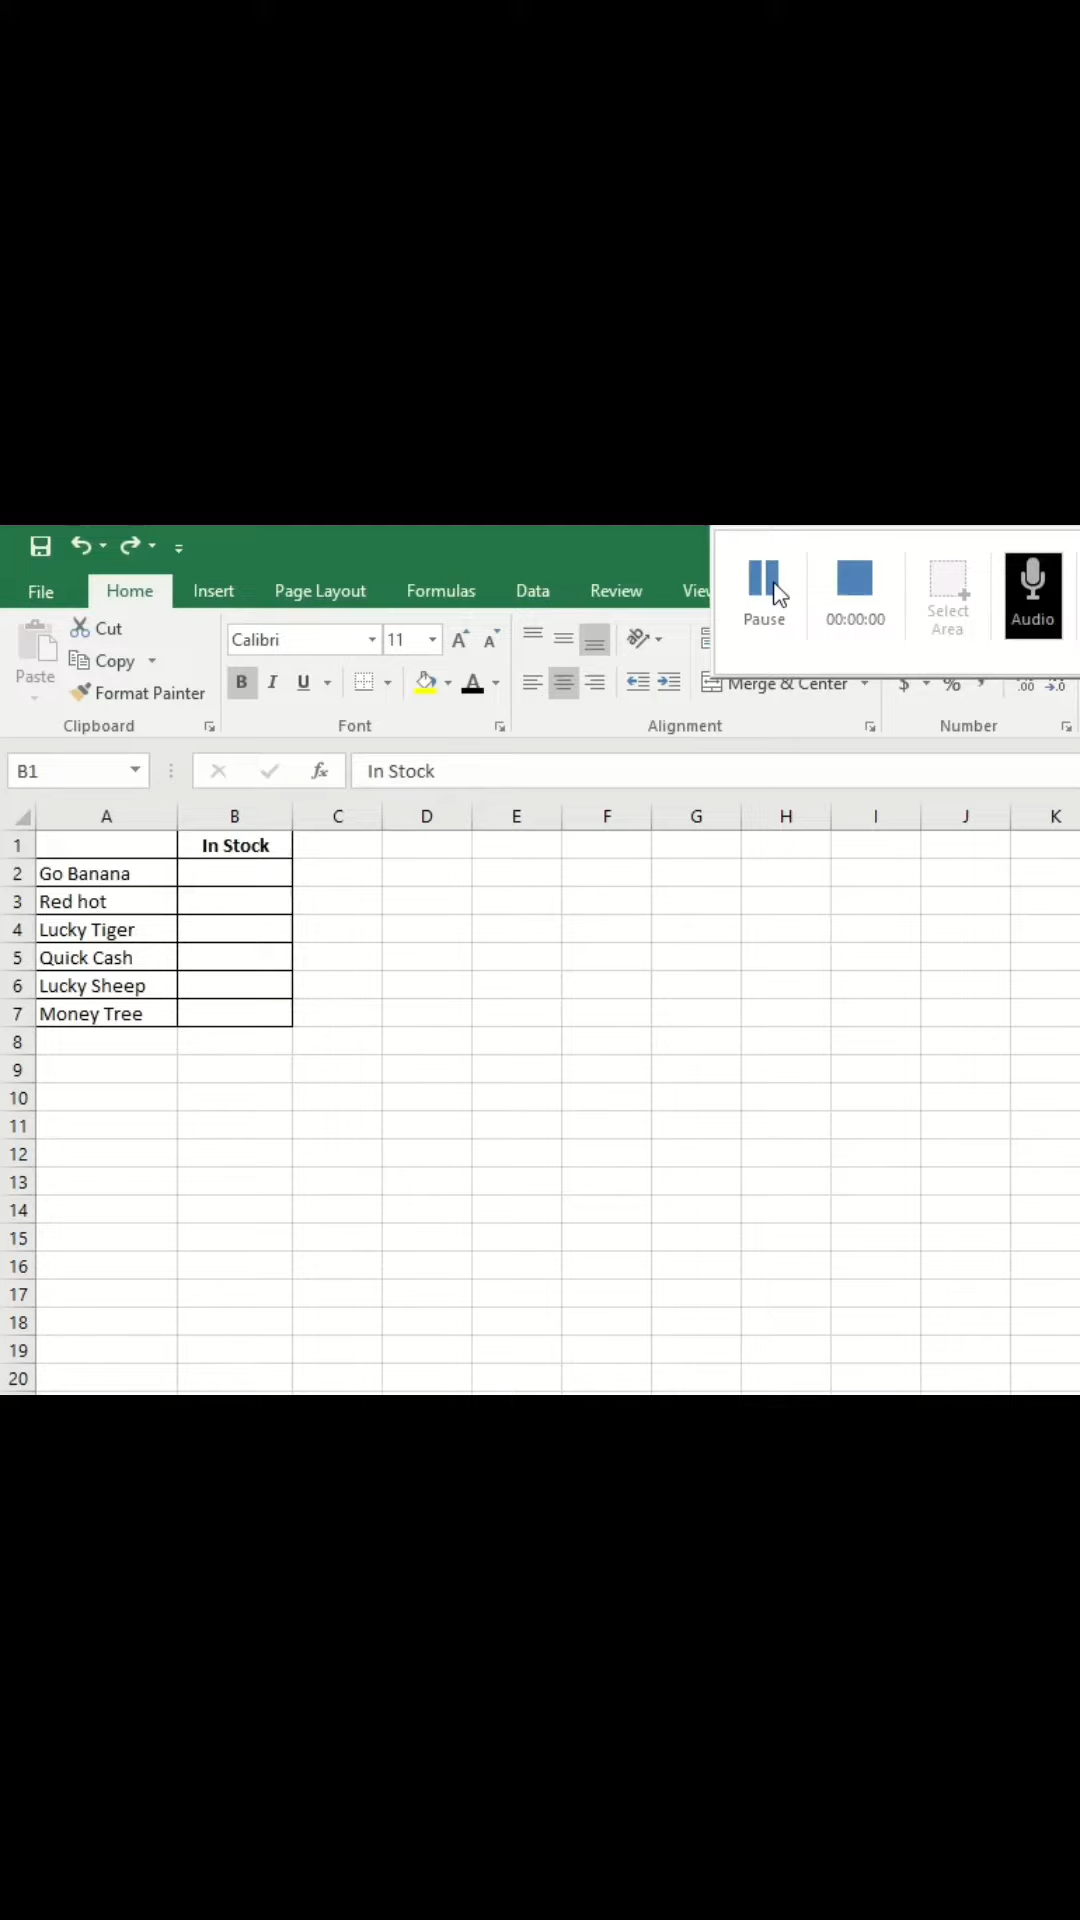 File Home Insert Page Layout Formulas Data Review
Pause 00:00:00 Select Area Audio
Cut
Copy
Paste
Format Painter
Calibri 11
B I U A
Merge & Center $ % ,
Clipboard Font Alignment Number
B1 fx In Stock
A B C D E F G H I J K
1 In Stock
2 Go Banana
3 Red hot
4 Lucky Tiger
5 Quick Cash
6 Lucky Sheep
7 Money Tree
8
9
10
11
12
13
14
15
16
17
18
19
20